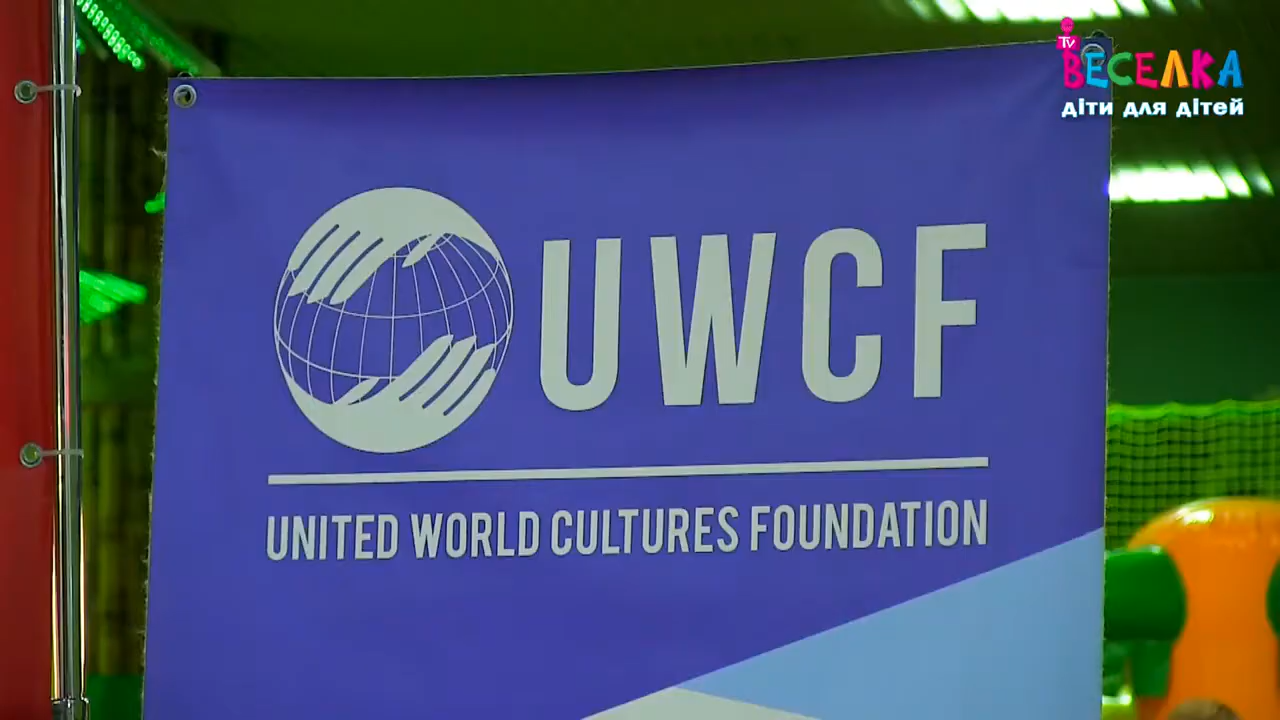 TV
ВЕСЕЛКА
діти для дітей
UWCF
UNITED WORLD CULTURES FOUNDATION